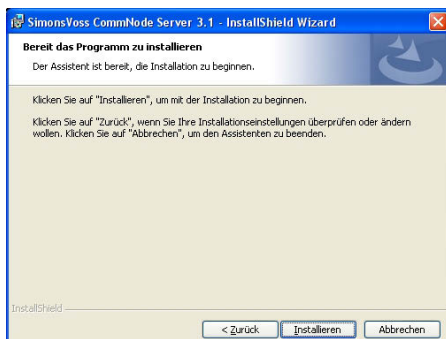 SimonsVoss CommNode Server 3.1 - InstallShield Wizard
Bereit das Programm zu installieren
Der Assistent ist bereit, die Installation zu beginnen.
Klicken Sie auf "Installieren", um mit der Installation zu beginnen.
Klicken Sie auf "Zurück", wenn Sie Ihre Installationseinstellungen überprüfen oder ändern
wollen. Klicken Sie auf "Abbrechen", um den Assistenten zu beenden.
InstallShield
< Zurück Installieren Abbrechen